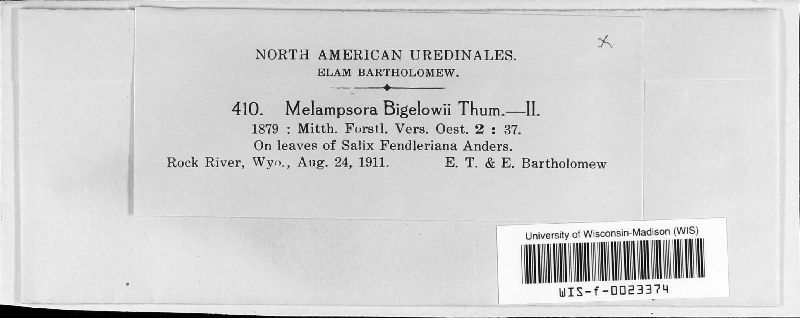 NORTH AMERICAN UREDINALES.
ELAM BARTHOLOMEW.
410. Melampsora Bigelowii Thum.—II.
1879 : Mitth. Forstl. Vers. Oest. 2 : 37.
On leaves of Salix Fendleriana Anders.
Rock River, Wyo., Aug. 24, 1911. E. T. & E. Bartholomew
University of Wisconsin-Madison (WIS)
WIS-f-0023374